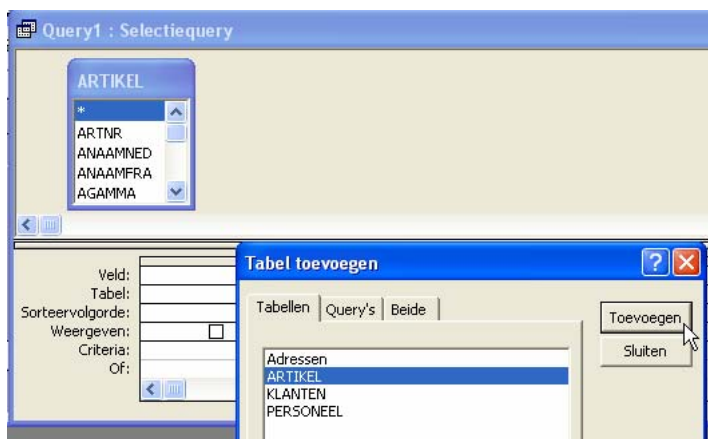 Query1 : Selectiequery
ARTIKEL
*
ARTNR
ANAAMNED
ANAAMFRA
AGAMMA
Veld:
Tabel:
Sorteervolgorde:
Weergeven:
Criteria:
Of:
Tabel toevoegen
Tabellen Query's Beide
Adressen
ARTIKEL
KLANTEN
PERSONEEL
Toevoegen
Sluiten